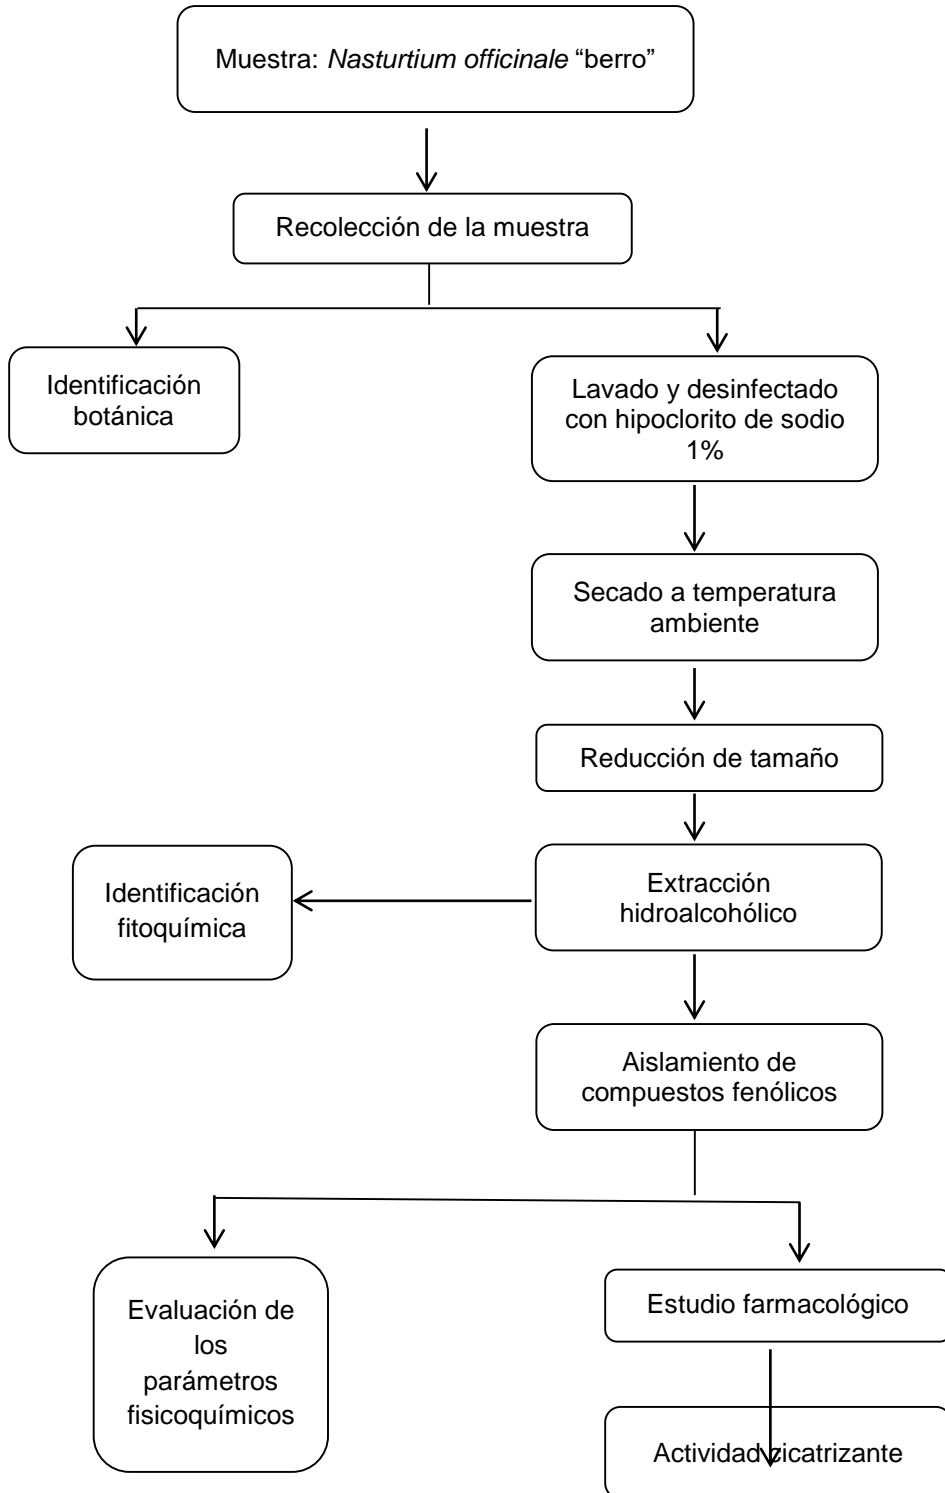 Muestra: Nasturtium officinale “berro”
Recolección de la muestra
Identificación
botánica
Lavado y desinfectado
con hipoclorito de sodio
1%
Secado a temperatura
ambiente
Reducción de tamaño
Extracción
hidroalcohólico
Identificación
fitoquímica
Aislamiento de
compuestos fenólicos
Evaluación de
los
parámetros
fisicoquímicos
Estudio farmacológico
Actividad cicatrizante